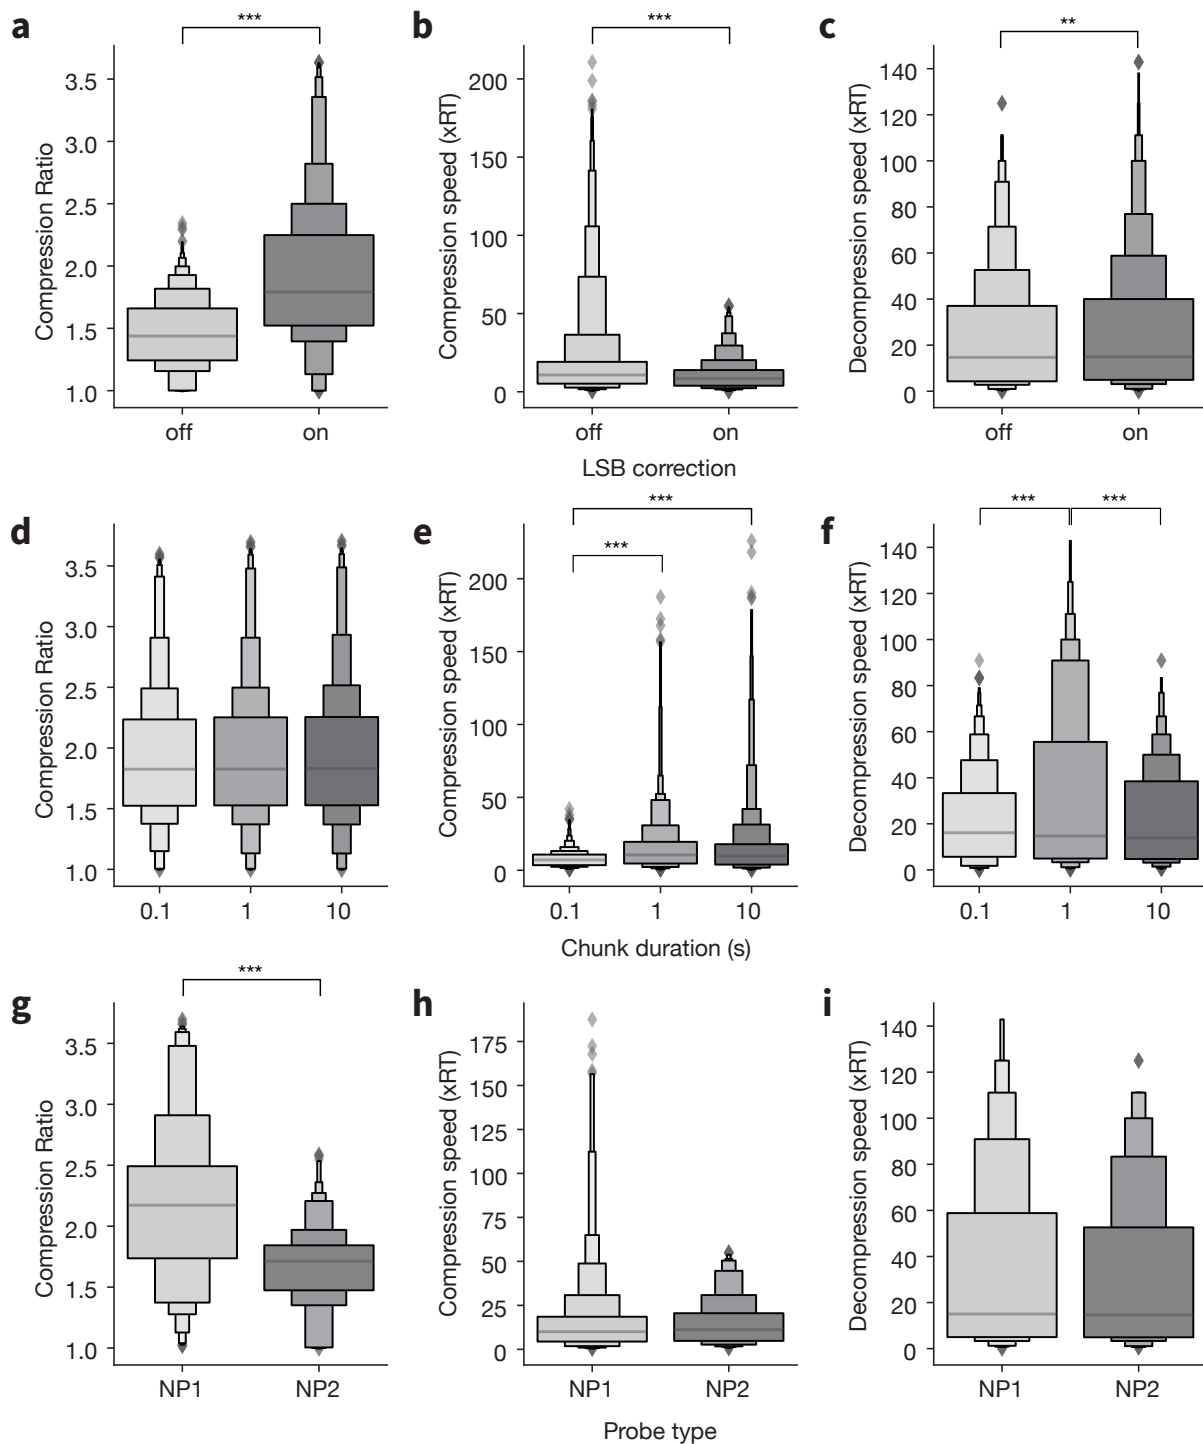 a
***
Compression Ratio
3.5
3.0
2.5
2.0
1.5
1.0
off
on
b
***
Compression speed (xRT)
200
150
100
50
0
off
on
LSB correction
c
**
Decompression speed (xRT)
140
120
100
80
60
40
20
0
off
on
d
Compression Ratio
3.5
3.0
2.5
2.0
1.5
1.0
0.1
1
10
e
***
***
Compression speed (xRT)
200
150
100
50
0
0.1
1
10
Chunk duration (s)
f
***
***
Decompression speed (xRT)
140
120
100
80
60
40
20
0
0.1
1
10
g
***
Compression Ratio
3.5
3.0
2.5
2.0
1.5
1.0
NP1
NP2
h
Compression speed (xRT)
175
150
125
100
75
50
25
0
NP1
NP2
Probe type
i
Decompression speed (xRT)
140
120
100
80
60
40
20
0
NP1
NP2